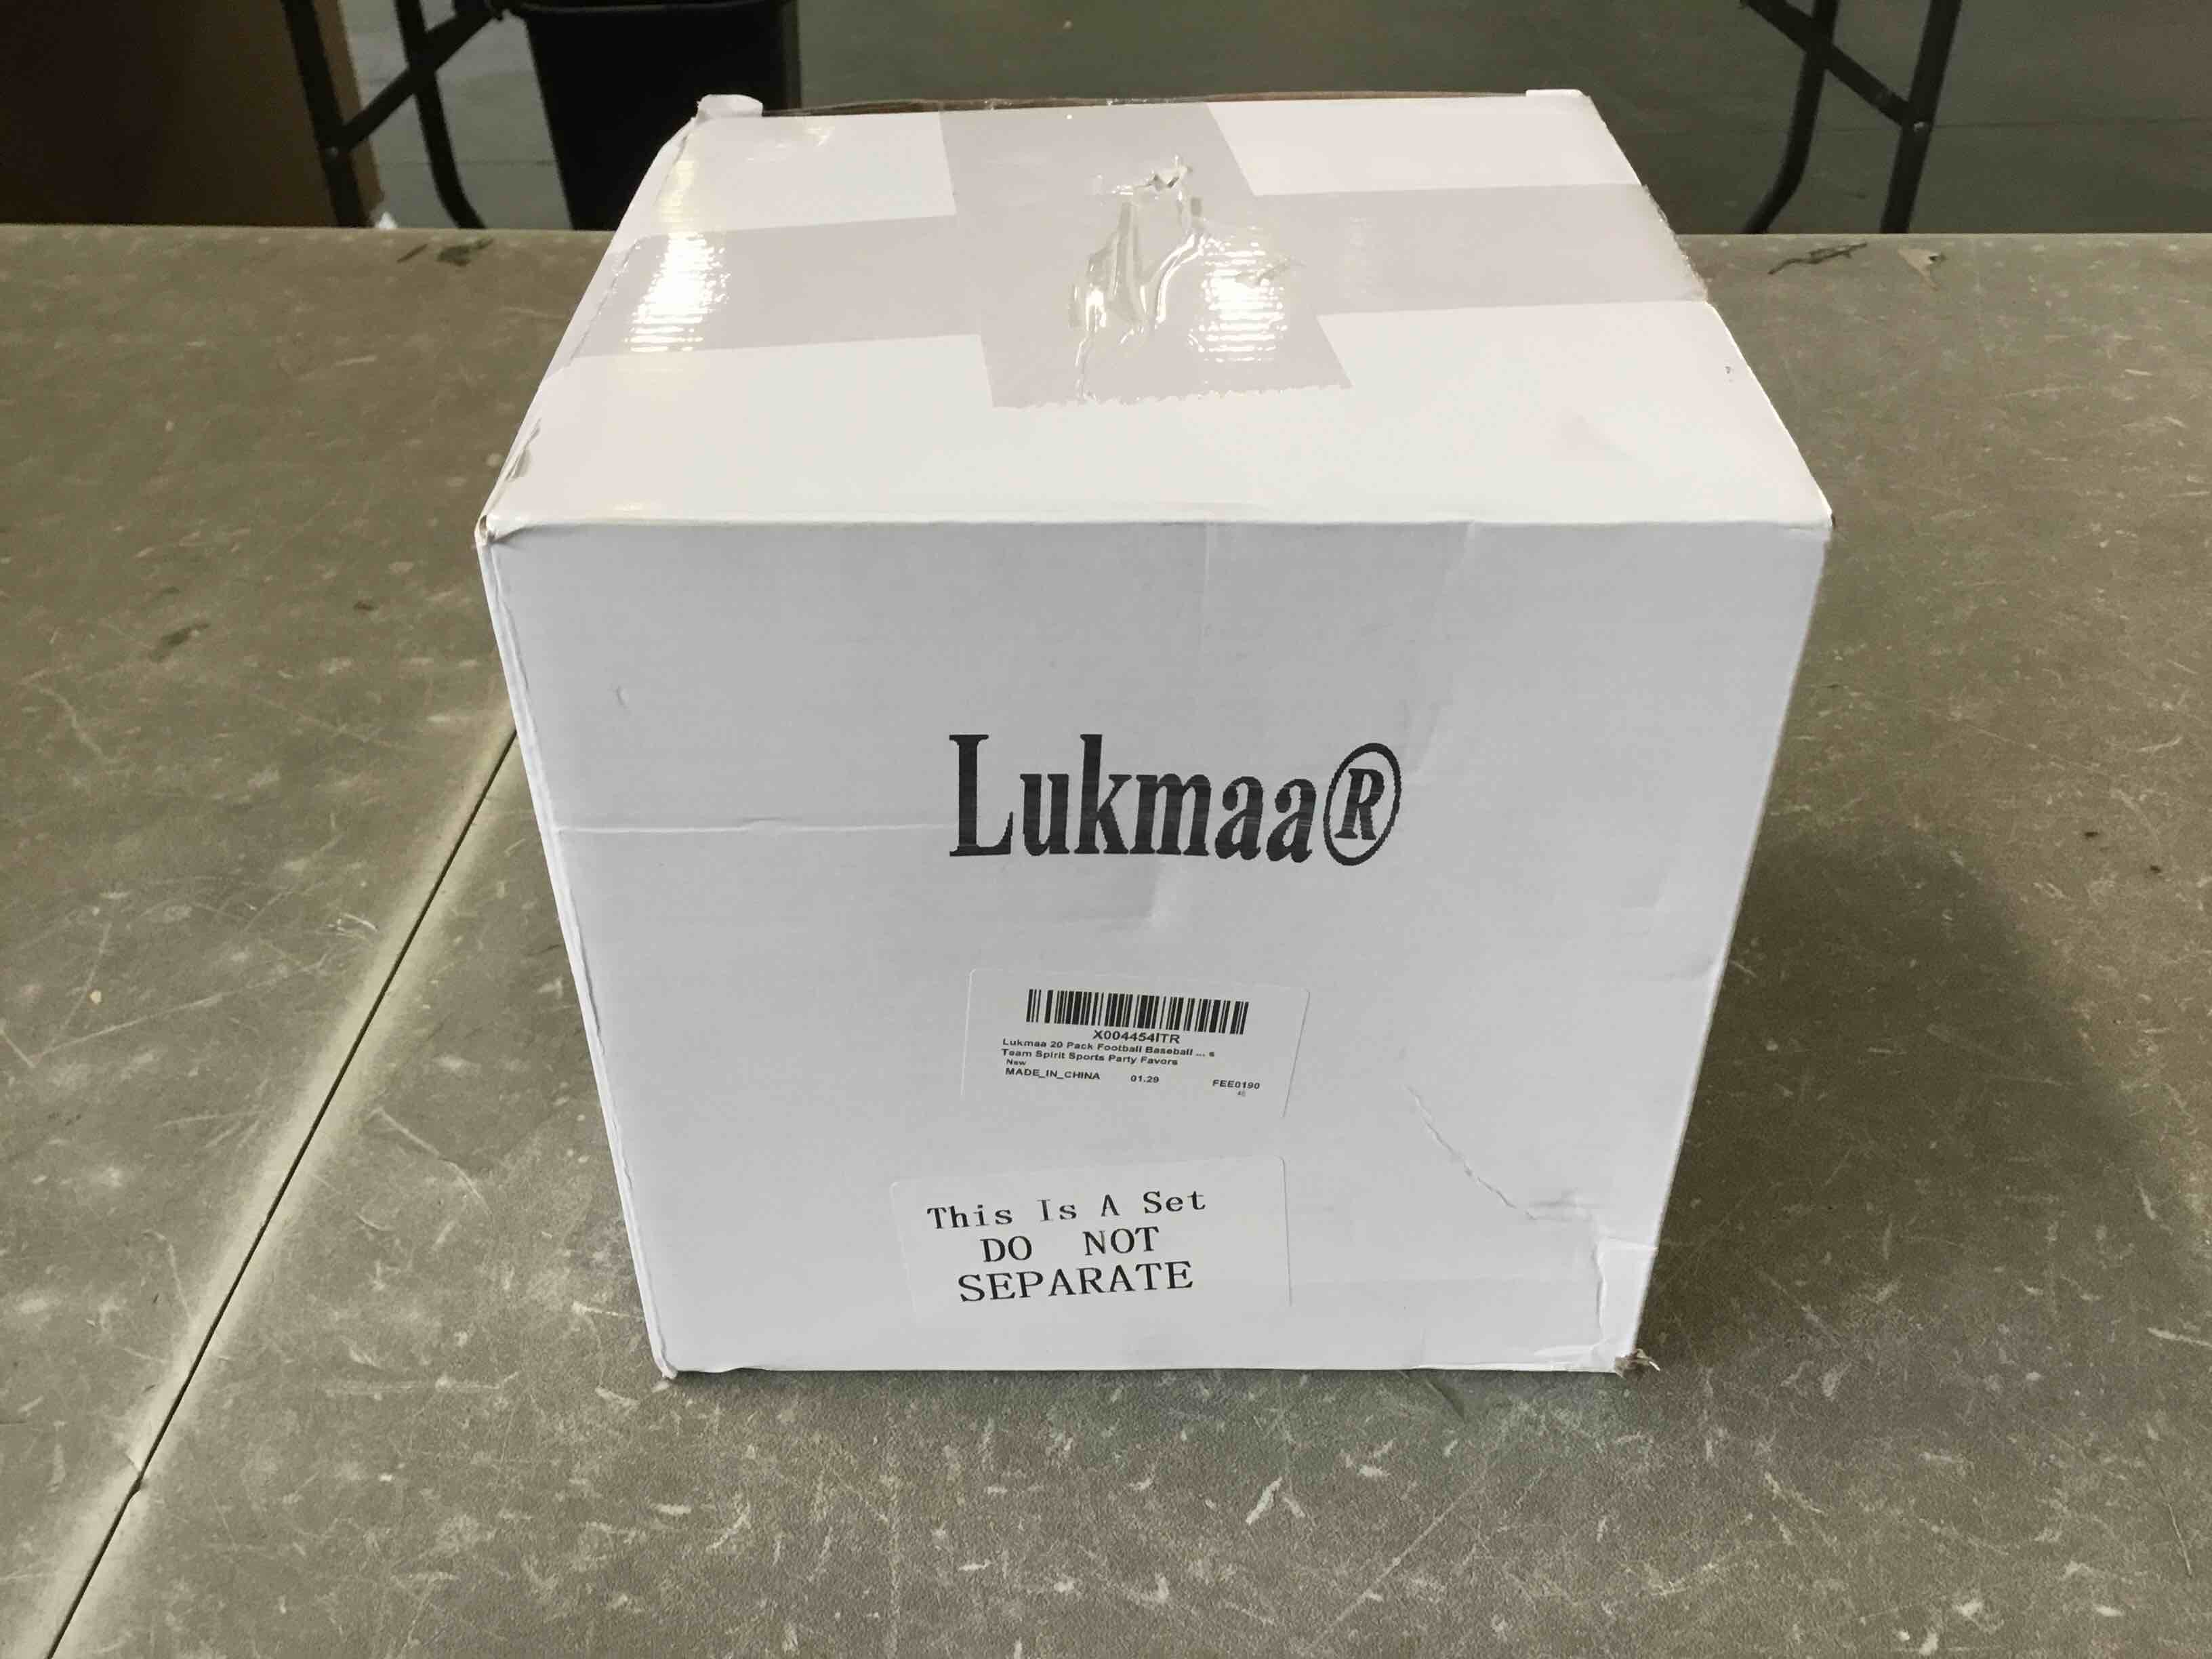 Lukmaa®
X004454ITR
Lukmaa 20 Pack Football Baseball ... s
Team Spirit Sports Party Favors
New
MADE_IN_CHINA 01.29 FEE0190
This Is A Set
DO NOT
SEPARATE